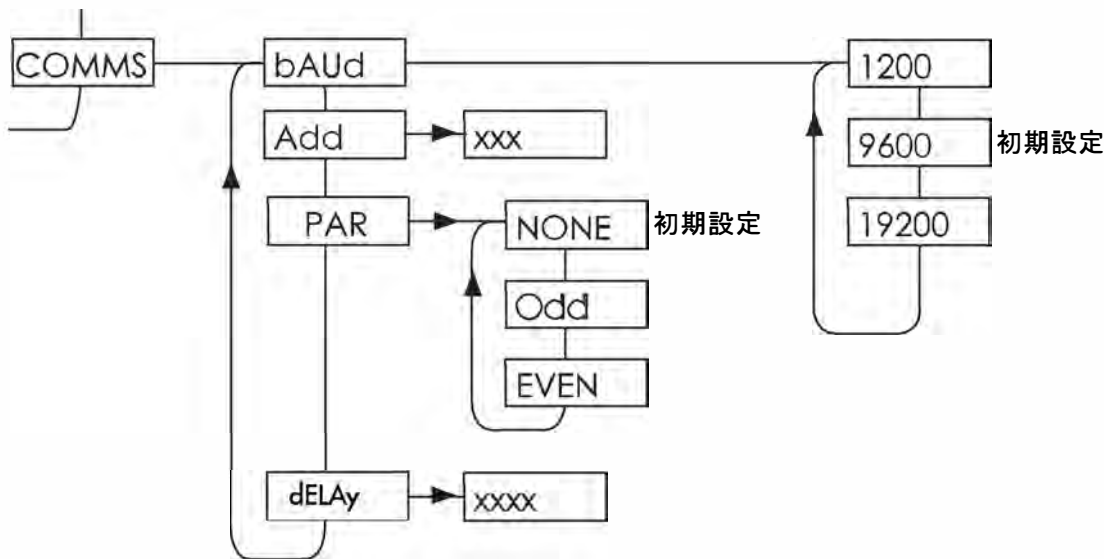 COMMS
bAUd
1200
Add
xxx
9600 初期設定
PAR
NONE 初期設定
19200
Odd
EVEN
dELAy
xxxx